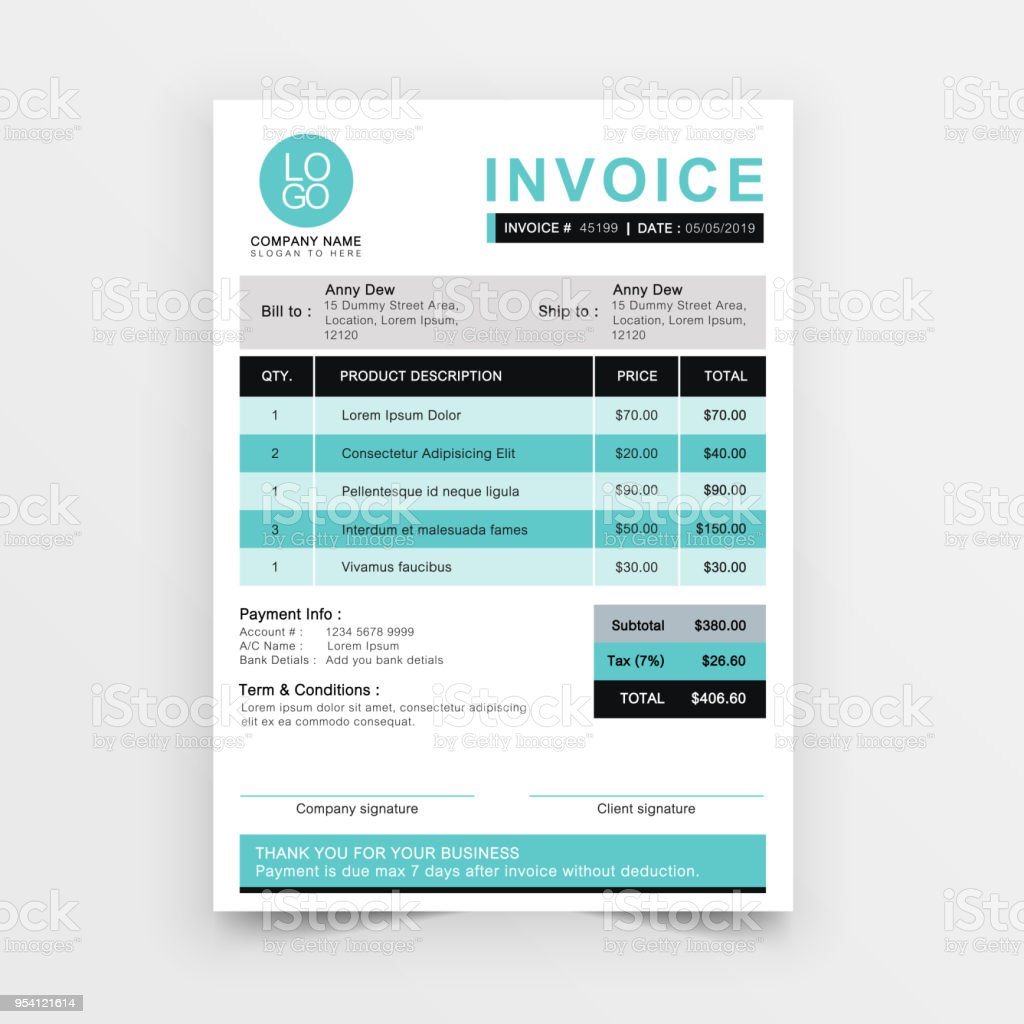 LO
GO
COMPANY NAME
SLOGAN TO HERE
INVOICE
INVOICE # 45199 | DATE : 05/05/2019
Bill to :
Anny Dew
15 Dummy Street Area,
Location, Lorem Ipsum,
12120
Ship to :
Anny Dew
15 Dummy Street Area,
Location, Lorem Ipsum,
12120
QTY. PRODUCT DESCRIPTION PRICE TOTAL
1 Lorem Ipsum Dolor $70.00 $70.00
2 Consectetur Adipisicing Elit $20.00 $40.00
1 Pellentesque id neque ligula $90.00 $90.00
3 Interdum et malesuada fames $50.00 $150.00
1 Vivamus faucibus $30.00 $30.00
Payment Info :
Account # : 1234 5678 9999
A/C Name : Lorem Ipsum
Bank Detials : Add you bank detials
Subtotal $380.00
Tax (7%) $26.60
TOTAL $406.60
Term & Conditions :
Lorem ipsum dolor sit amet, consectetur adipiscing
elit ex ea commodo consequat.
Company signature
Client signature
THANK YOU FOR YOUR BUSINESS
Payment is due max 7 days after invoice without deduction.
iStock
by Getty Images™
954121614